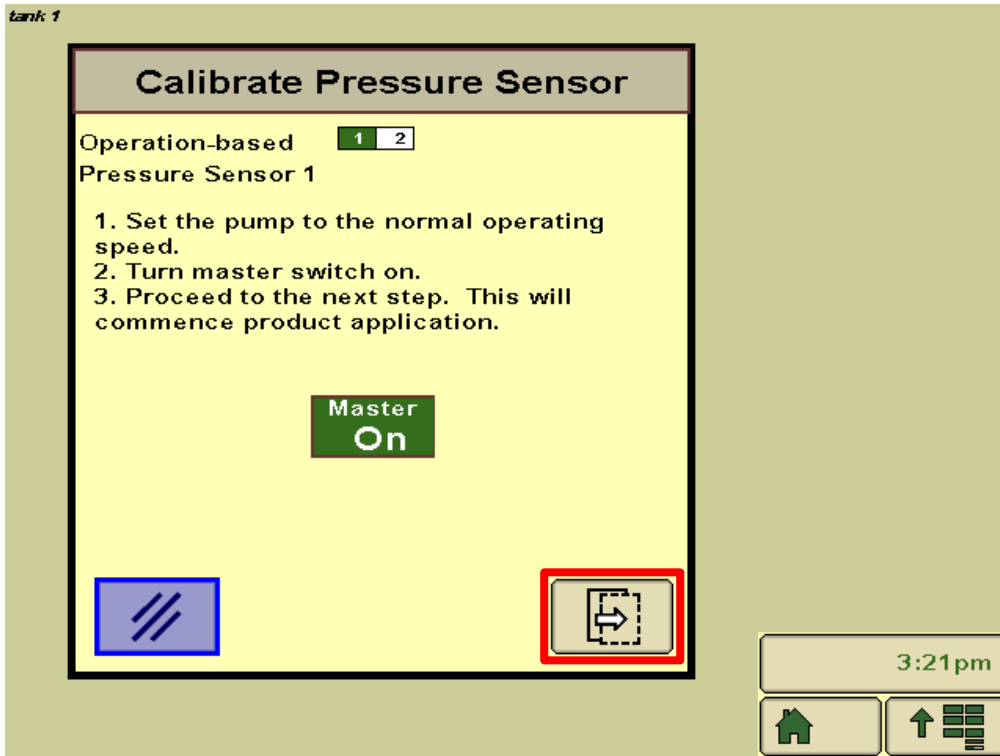 tank 1
Calibrate Pressure Sensor
Operation-based 1 2
Pressure Sensor 1
1. Set the pump to the normal operating
speed.
2. Turn master switch on.
3. Proceed to the next step. This will
commence product application.
Master
On
3:21pm